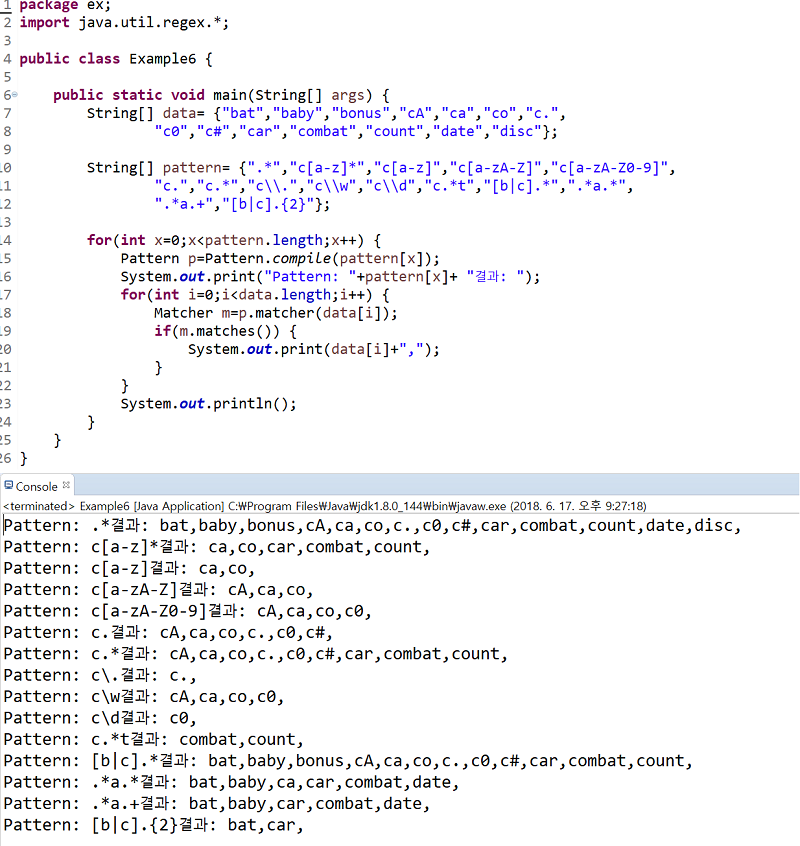 1 package ex;
2 import java.util.regex.*;
3
4 public class Example6 {
5
6 public static void main(String[] args) {
7 String[] data= {"bat","baby","bonus","cA","ca","co","c.",
8 "c0","c#","car","combat","count","date","disc"};
9
10 String[] pattern= {".*","c[a-z]*","c[a-z]","c[a-zA-Z]","c[a-zA-Z0-9]",
11 "c.","c.*","c\\.","c\\w","c\\d","c.*t","[b|c].*",".*a.*",
12 ".*a.+","[b|c].{2}"};
13
14 for(int x=0;x<pattern.length;x++) {
15 Pattern p=Pattern.compile(pattern[x]);
16 System.out.print("Pattern: "+pattern[x]+ "결과: ");
17 for(int i=0;i<data.length;i++) {
18 Matcher m=p.matcher(data[i]);
19 if(m.matches()) {
20 System.out.print(data[i]+",");
21 }
22 }
23 System.out.println();
24 }
25 }
26 }
Console
<terminated> Example6 [Java Application] C:₩Program Files₩Java₩jdk1.8.0_144₩bin₩javaw.exe (2018. 6. 17. 오후 9:27:18)
Pattern: .*결과: bat,baby,bonus,cA,ca,co,c.,c0,c#,car,combat,count,date,disc,
Pattern: c[a-z]*결과: ca,co,car,combat,count,
Pattern: c[a-z]결과: ca,co,
Pattern: c[a-zA-Z]결과: cA,ca,co,
Pattern: c[a-zA-Z0-9]결과: cA,ca,co,c0,
Pattern: c.결과: cA,ca,co,c.,c0,c#,
Pattern: c.*결과: cA,ca,co,c.,c0,c#,car,combat,count,
Pattern: c\.결과: c.,
Pattern: c\w결과: cA,ca,co,c0,
Pattern: c\d결과: c0,
Pattern: c.*t결과: combat,count,
Pattern: [b|c].*결과: bat,baby,bonus,cA,ca,co,c.,c0,c#,car,combat,count,
Pattern: .*a.*결과: bat,baby,ca,car,combat,date,
Pattern: .*a.+결과: bat,baby,car,combat,date,
Pattern: [b|c].{2}결과: bat,car,